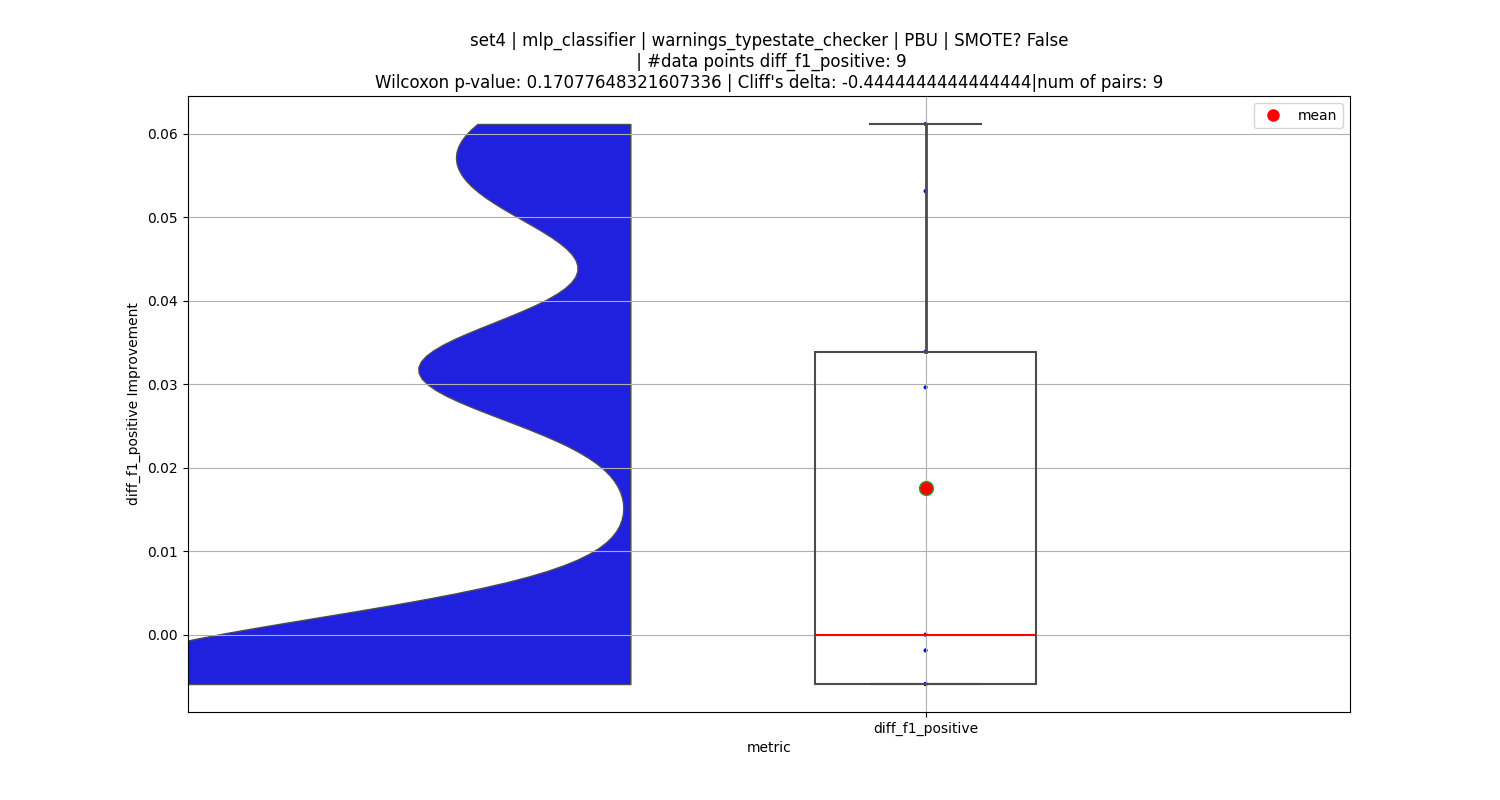 set4 | mlp_classifier | warnings_typestate_checker | PBU | SMOTE? False
| #data points diff_f1_positive: 9
Wilcoxon p-value: 0.17077648321607336 | Cliff's delta: -0.4444444444444444|num of pairs: 9
mean
0.06
0.05
0.04
0.03
0.02
0.01
0.00
diff_f1_positive Improvement
diff_f1_positive
metric